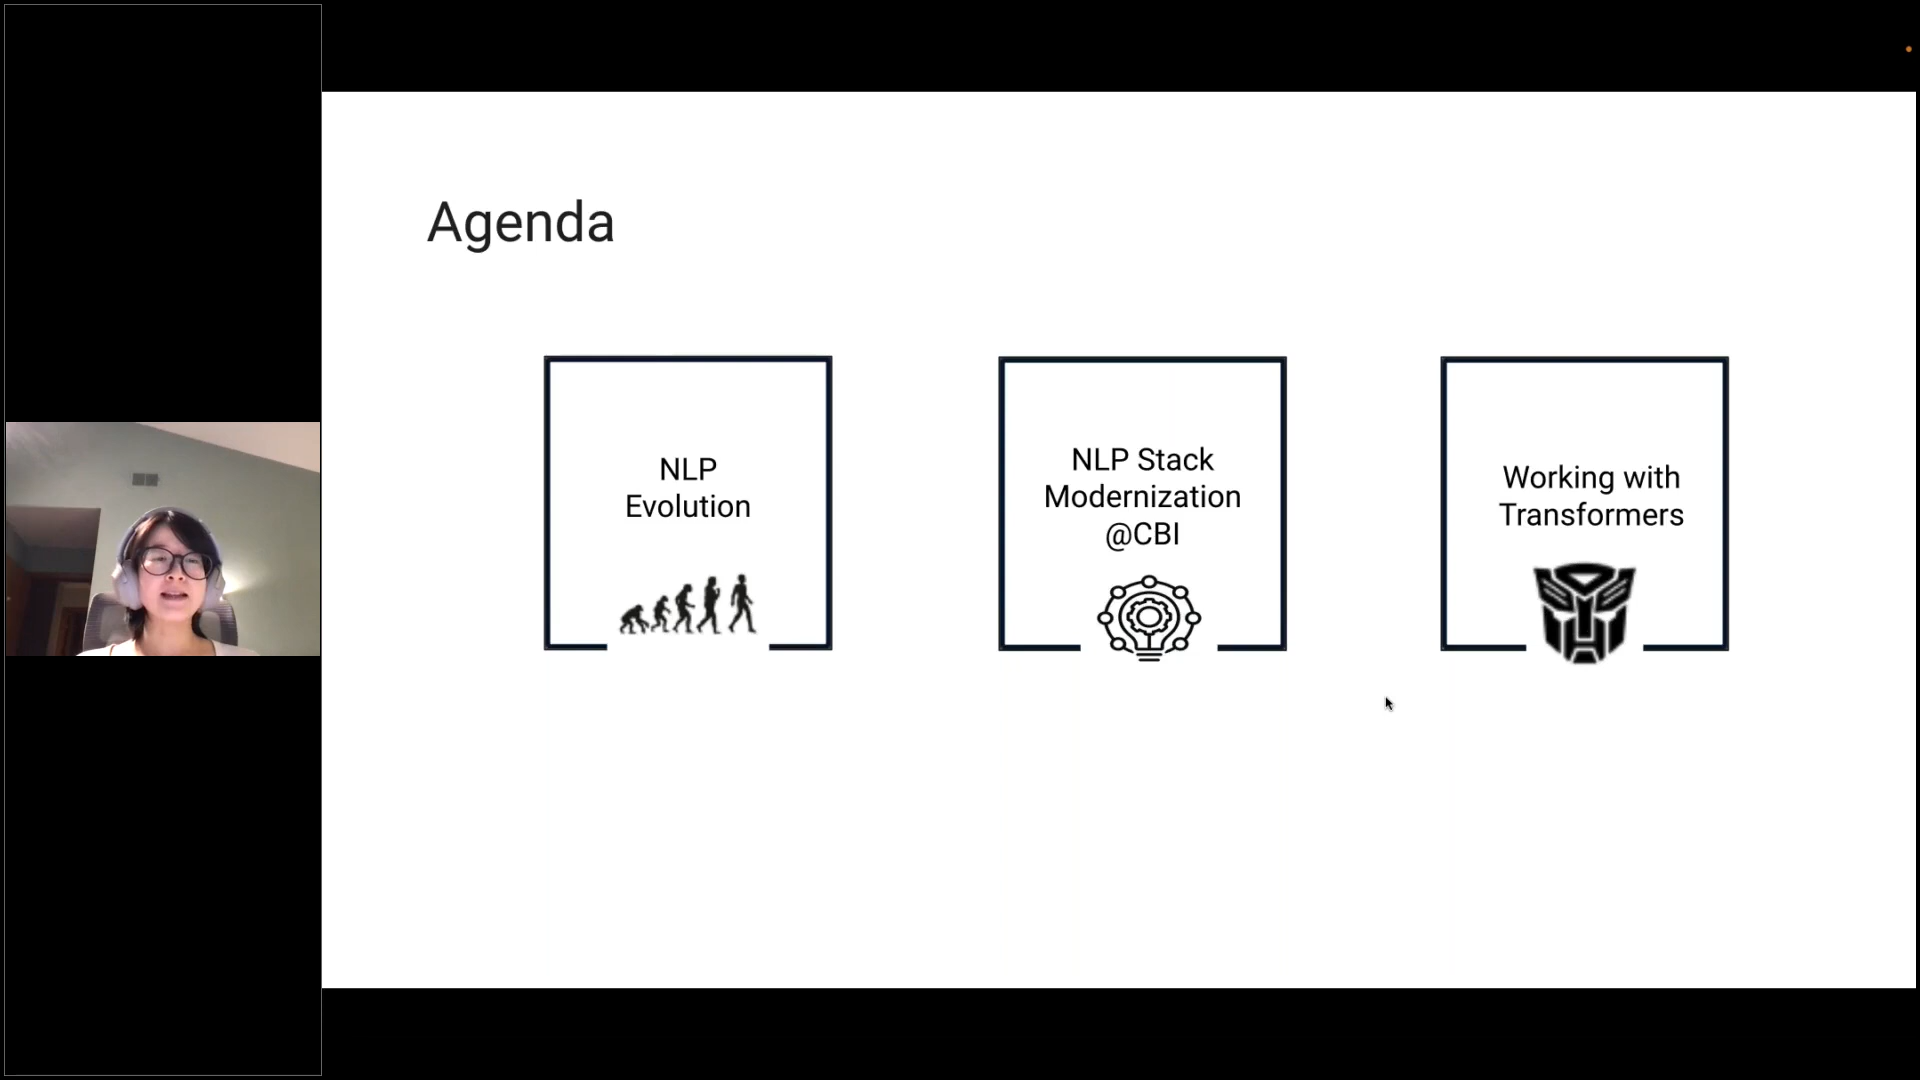 Agenda
NLP
Evolution
NLP Stack
Modernization
@CBI
Working with
Transformers